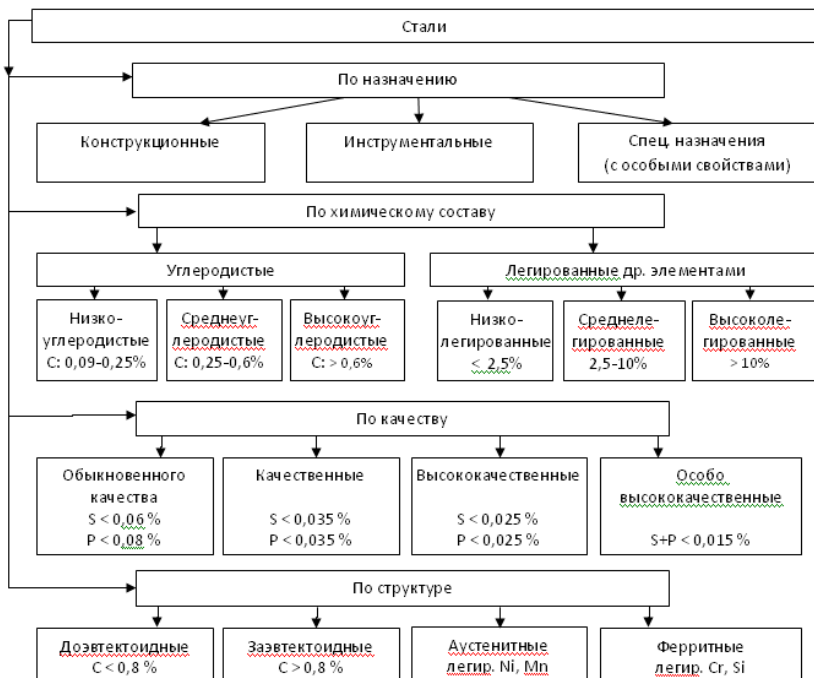 Стали
По назначению
Конструкционные
Инструментальные
Спец. назначения
(с особыми свойствами)
По химическому составу
Углеродистые
Легированные др. элементами
Низко-
углеродистые
С: 0,09-0,25%
Среднеуг-
леродистые
С: 0,25-0,6%
Высокоуг-
леродистые
С: > 0,6%
Низко-
легированные
< 2,5%
Среднеле-
гированные
2,5-10%
Высоколе-
гированные
> 10%
По качеству
Обыкновенного
качества
S < 0,06 %
P < 0,08 %
Качественные
S < 0,035 %
P < 0,035 %
Высококачественные
S < 0,025 %
P < 0,025 %
Особо
высококачественные
S+P < 0,015 %
По структуре
Доэвтектоидные
С < 0,8 %
Заэвтектоидные
С > 0,8 %
Аустенитные
легир. Ni, Mn
Ферритные
легир. Cr, Si